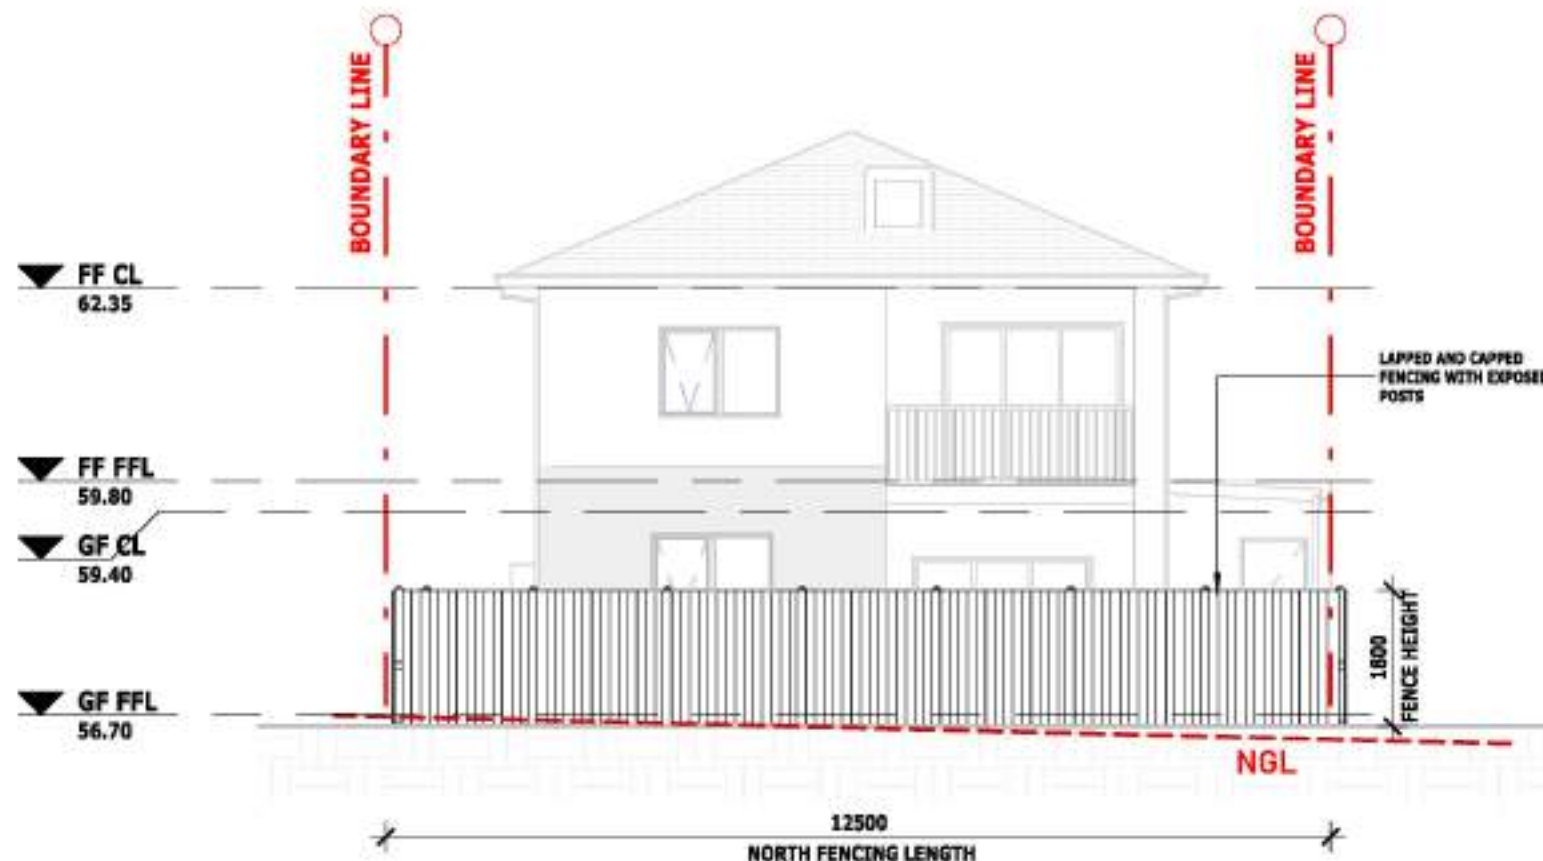 BOUNDARY LINE
BOUNDARY LINE
FF CL
62.35
LAPPED AND CAPPED
FENCING WITH EXPOSED
POSTS
FF FFL
59.80
GF CL
59.40
1800
FENCE HEIGHT
GF FFL
56.70
NGL
12500
NORTH FENCING LENGTH